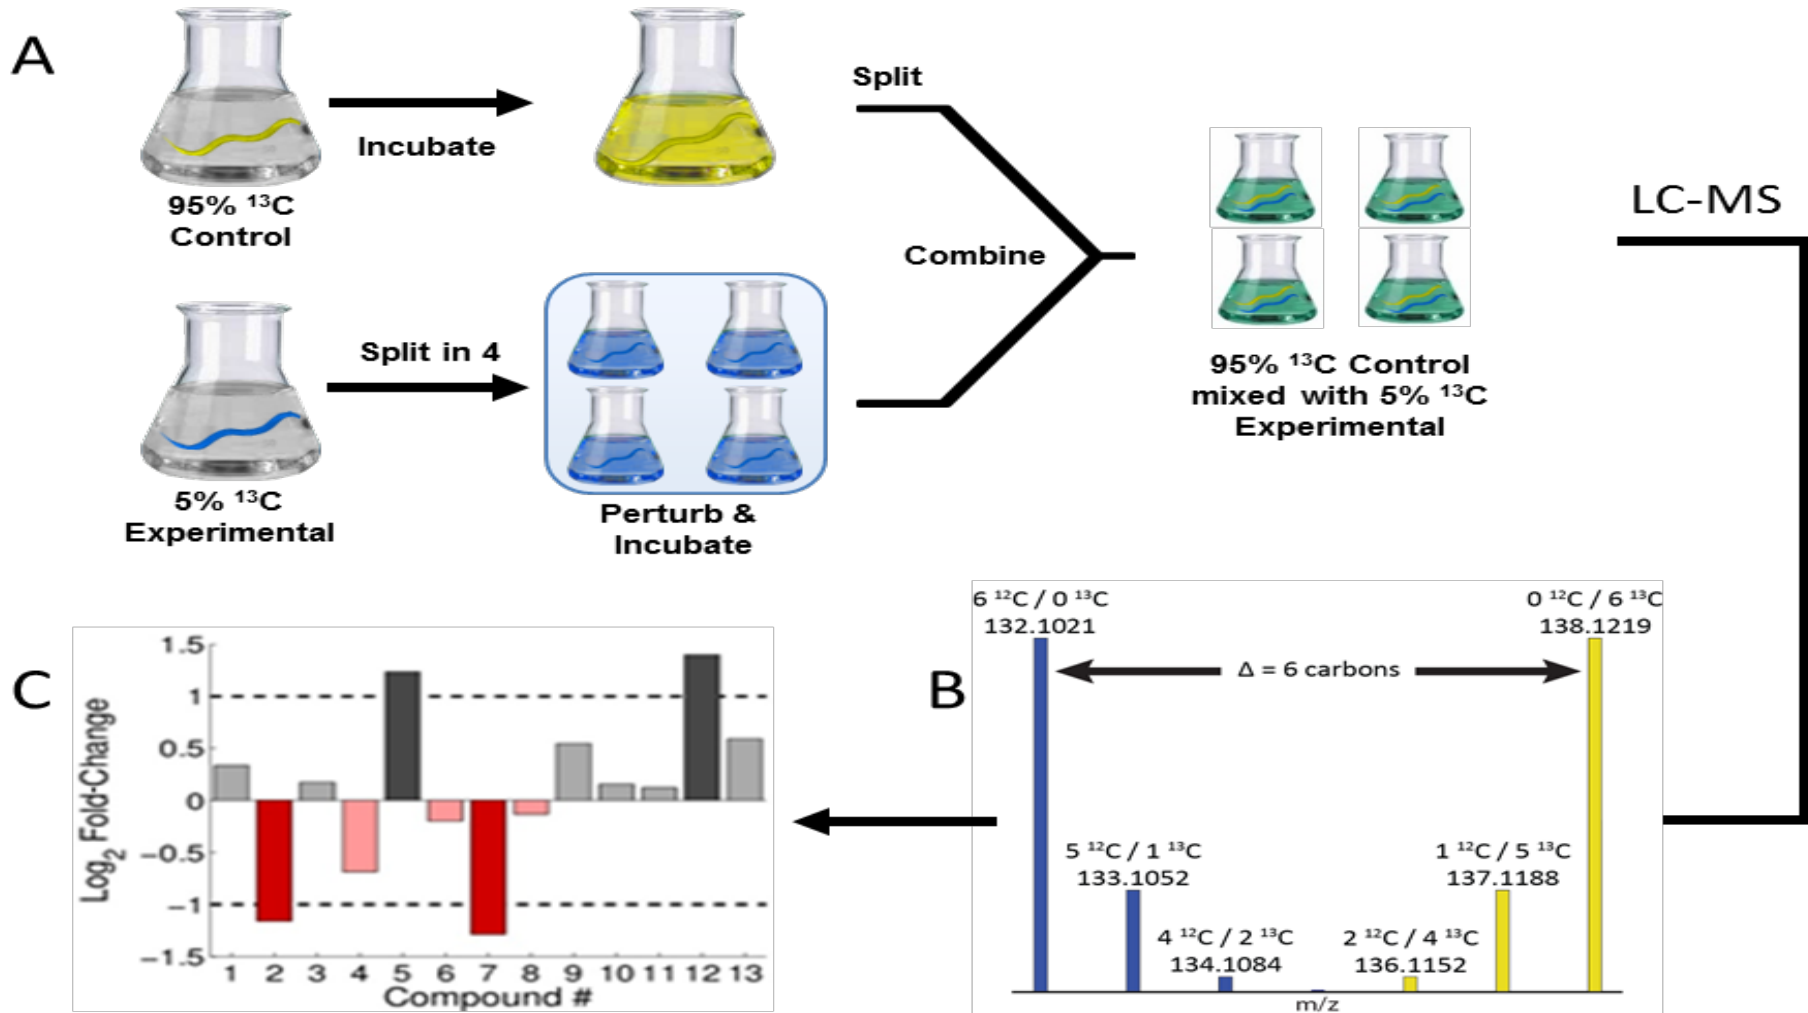 A
Incubate
95% ¹³C
Control
Split
Combine
Split in 4
5% ¹³C
Experimental
Perturb &
Incubate
95% ¹³C Control
mixed with 5% ¹³C
Experimental
LC-MS
B
6 ¹²C / 0 ¹³C
132.1021
0 ¹²C / 6 ¹³C
138.1219
Δ = 6 carbons
5 ¹²C / 1 ¹³C
133.1052
1 ¹²C / 5 ¹³C
137.1188
4 ¹²C / 2 ¹³C
134.1084
2 ¹²C / 4 ¹³C
136.1152
m/z
C
Log₂ Fold-Change
1.5
1
0.5
0
−0.5
−1
−1.5
1 2 3 4 5 6 7 8 9 10 11 12 13
Compound #